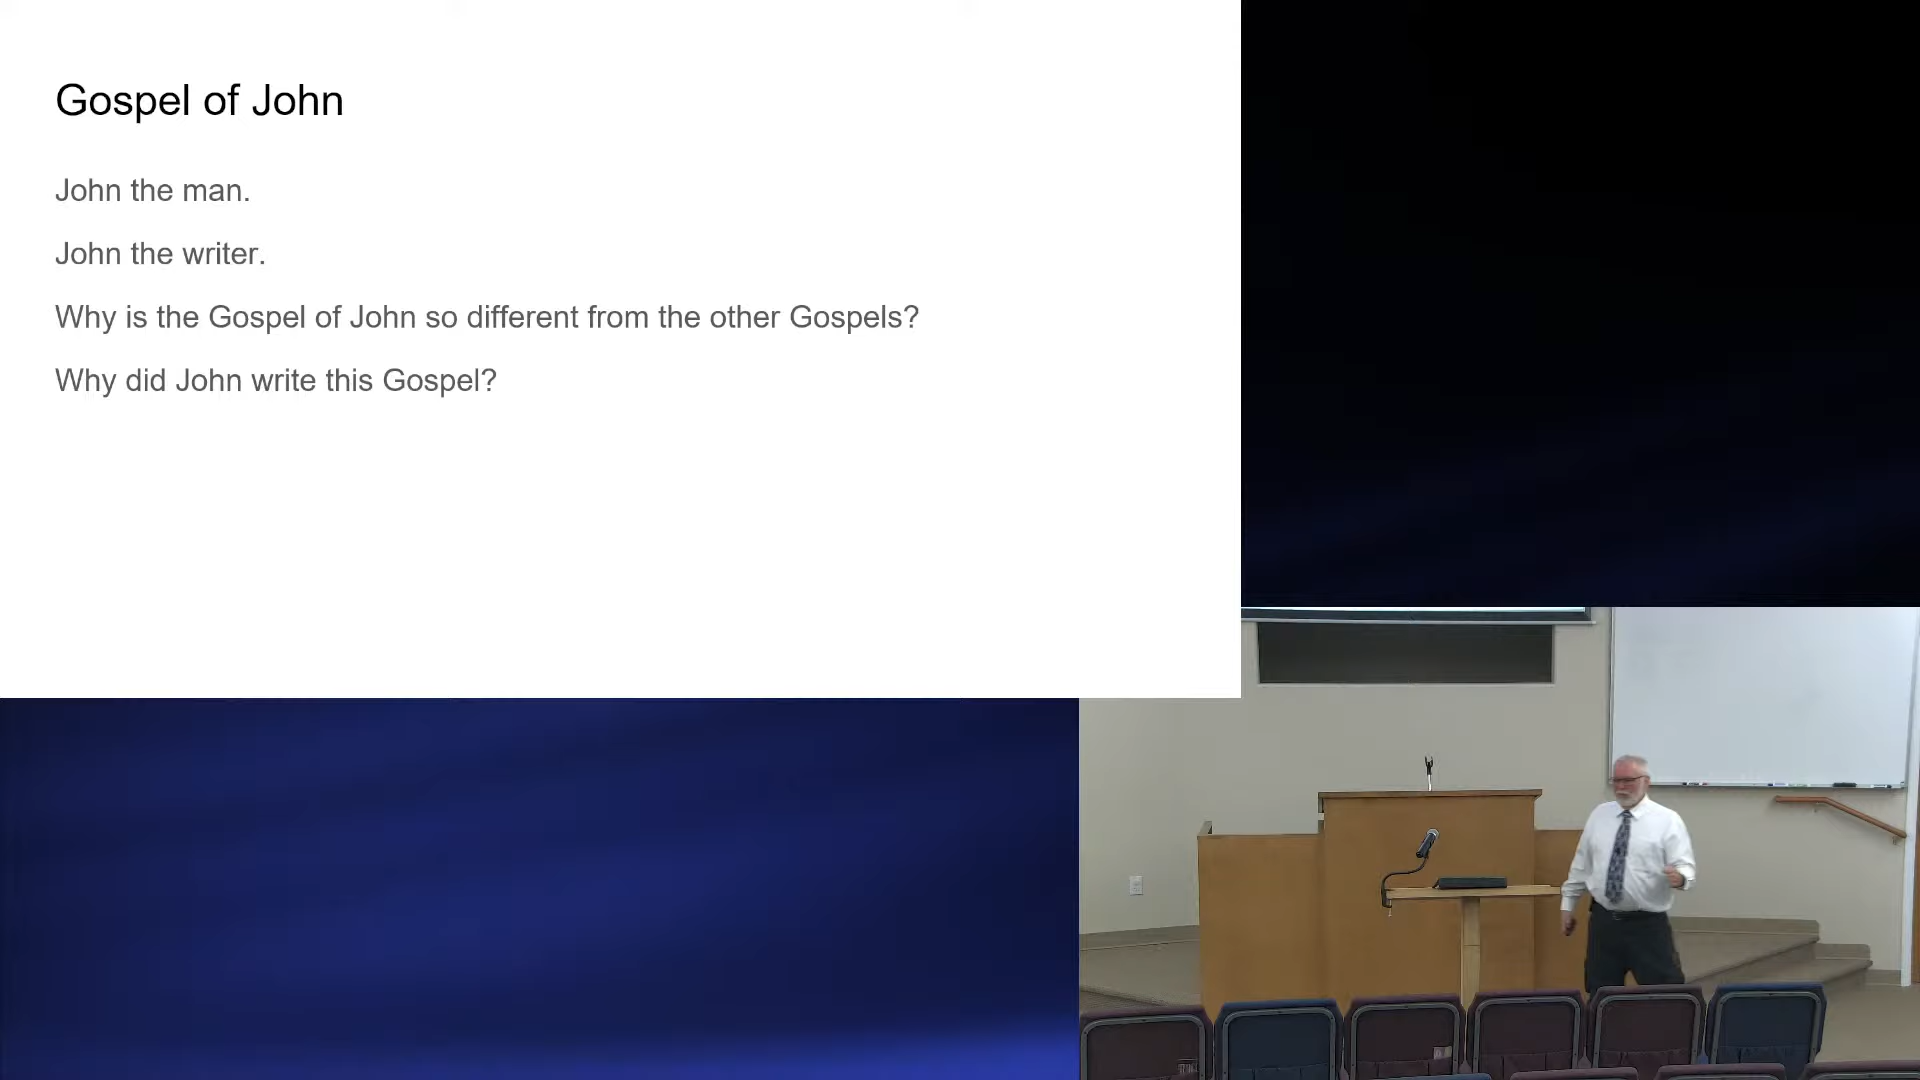 Gospel of John
John the man.
John the writer.
Why is the Gospel of John so different from the other Gospels?
Why did John write this Gospel?